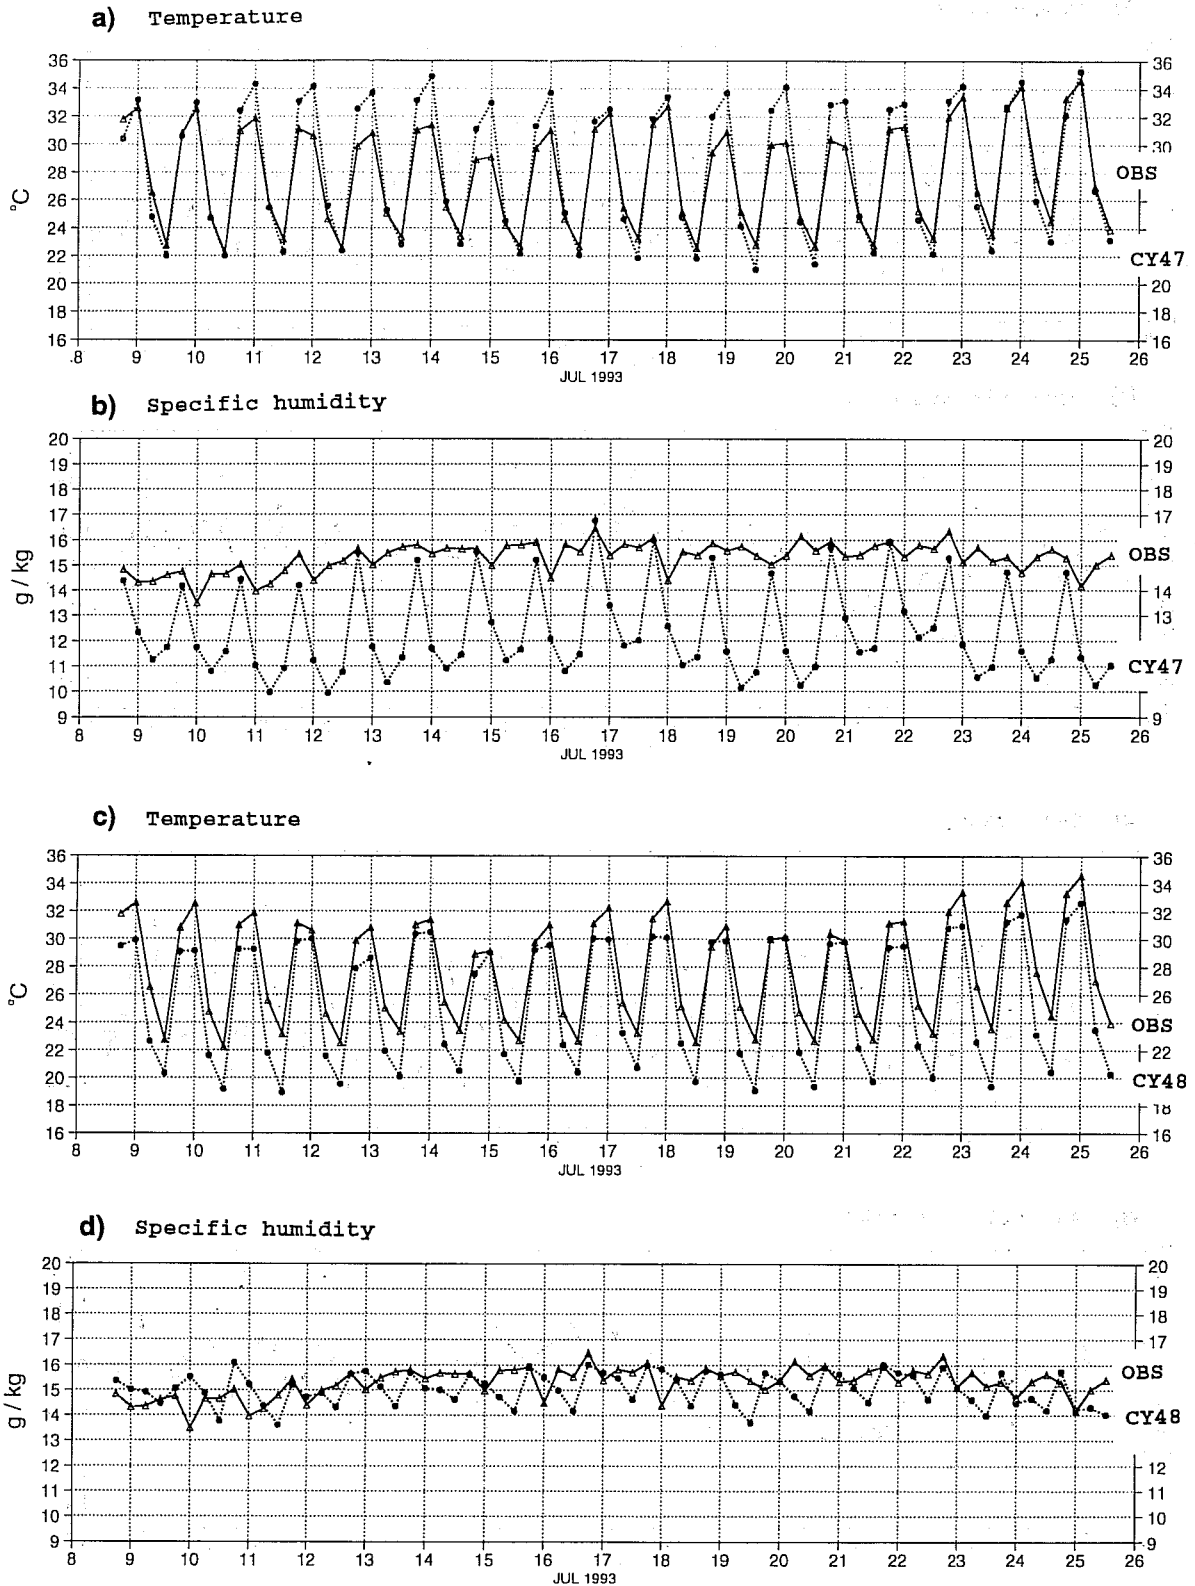 a) Temperature
36 36
34 34
32 32
30 30
28
OBS
26
24
22
CY47
20 20
18 18
16 16
°C
.8 9 10 11 12 13 14 15 16 17 18 19 20 21 22 23 24 25 26
JUL 1993
b) Specific humidity
20 20
19 19
18 18
17 17
16
OBS
15
14 14
13 13
12
11
CY47
10
9 9
g / kg
8 9 10 11 12 13 14 15 16 17 18 19 20 21 22 23 24 25 26
JUL 1993
c) Temperature
36 36
34 34
32 32
30 30
28 28
26 26
24
OBS
22 22
20
CY48
18 18
16 16
°C
8 9 10 11 12 13 14 15 16 17 18 19 20 21 22 23 24 25 26
JUL 1993
d) Specific humidity
20 20
19 19
18 18
17 17
16
OBS
15
14
CY48
13
12 12
11 11
10 10
9 9
g / kg
8 9 10 11 12 13 14 15 16 17 18 19 20 21 22 23 24 25 26
JUL 1993